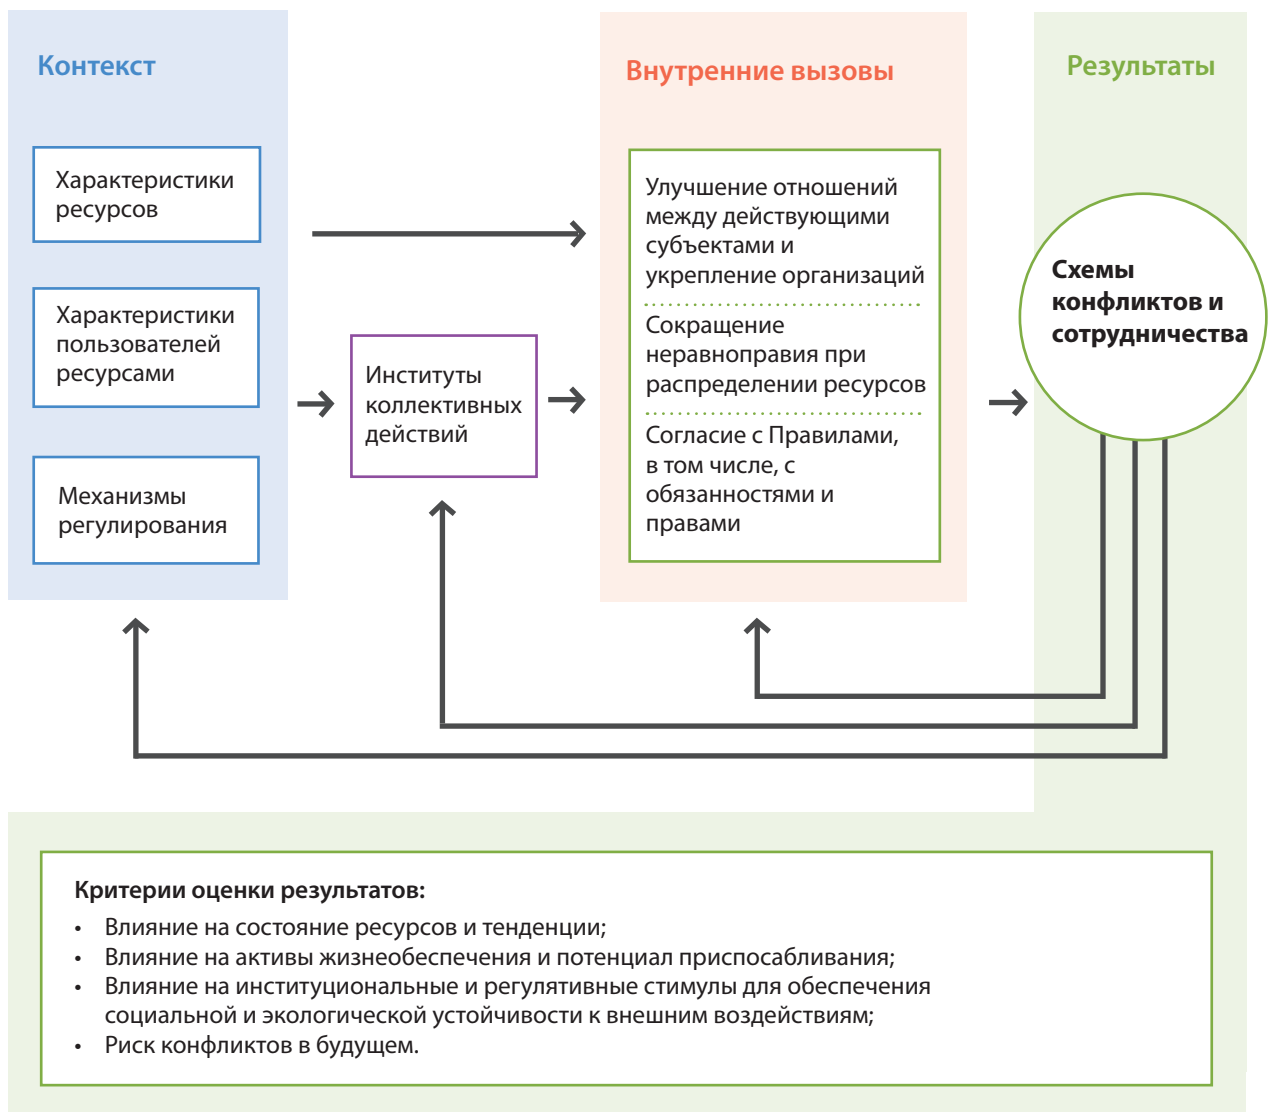 Контекст
Характеристики
ресурсов
Характеристики
пользователей
ресурсами
Механизмы
регулирования
Институты
коллективных
действий
Внутренние вызовы
Улучшение отношений
между действующими
субъектами и
укрепление организаций
Сокращение
неравноправия при
распределении ресурсов
Согласие с Правилами,
в том числе, с
обязанностями и
правами
Результаты
Схемы
конфликтов и
сотрудничества
Критерии оценки результатов:
• Влияние на состояние ресурсов и тенденции;
• Влияние на активы жизнеобеспечения и потенциал приспосабливания;
• Влияние на институциональные и регулятивные стимулы для обеспечения
социальной и экологической устойчивости к внешним воздействиям;
• Риск конфликтов в будущем.